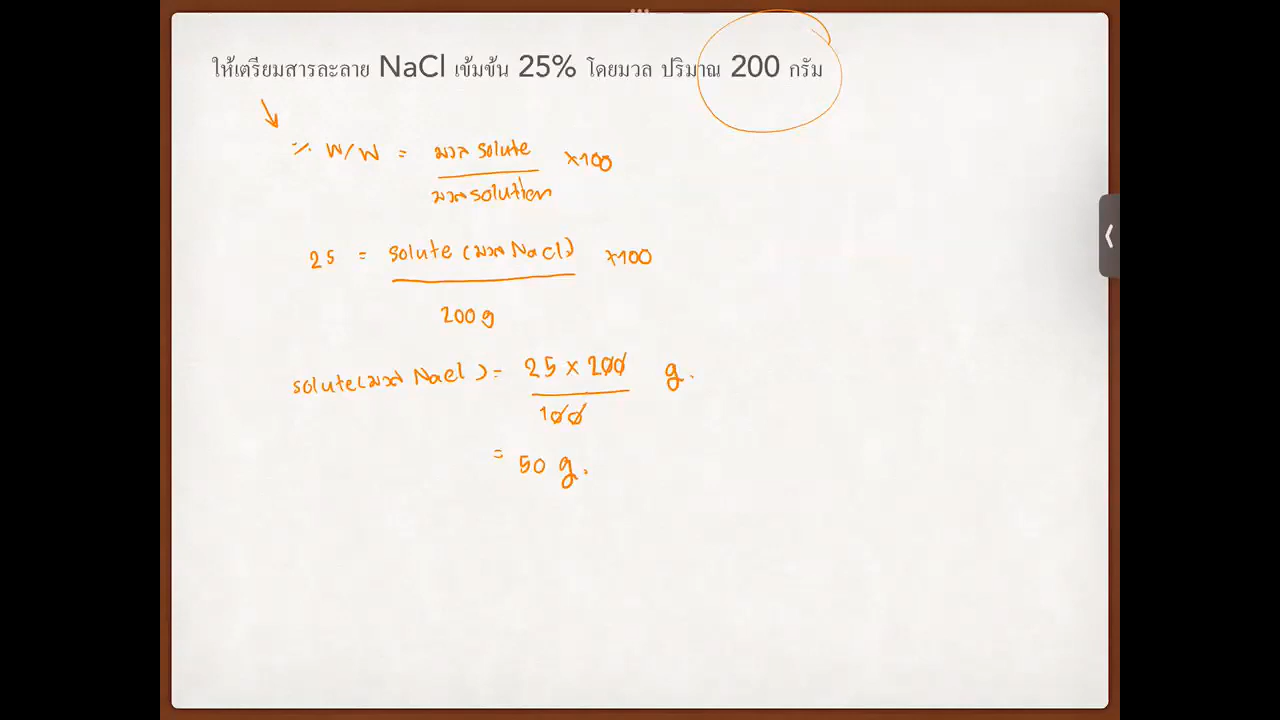 ให้เตรียมสารละลาย NaCl เข้มข้น 25% โดยมวล ปริมาณ 200 กรัม
% W/W = มวล solute ×100
มวล solution
25 = solute (มวล NaCl) ×100
200 g
solute (มวล NaCl) = 25 × 200 g.
100
= 50 g.